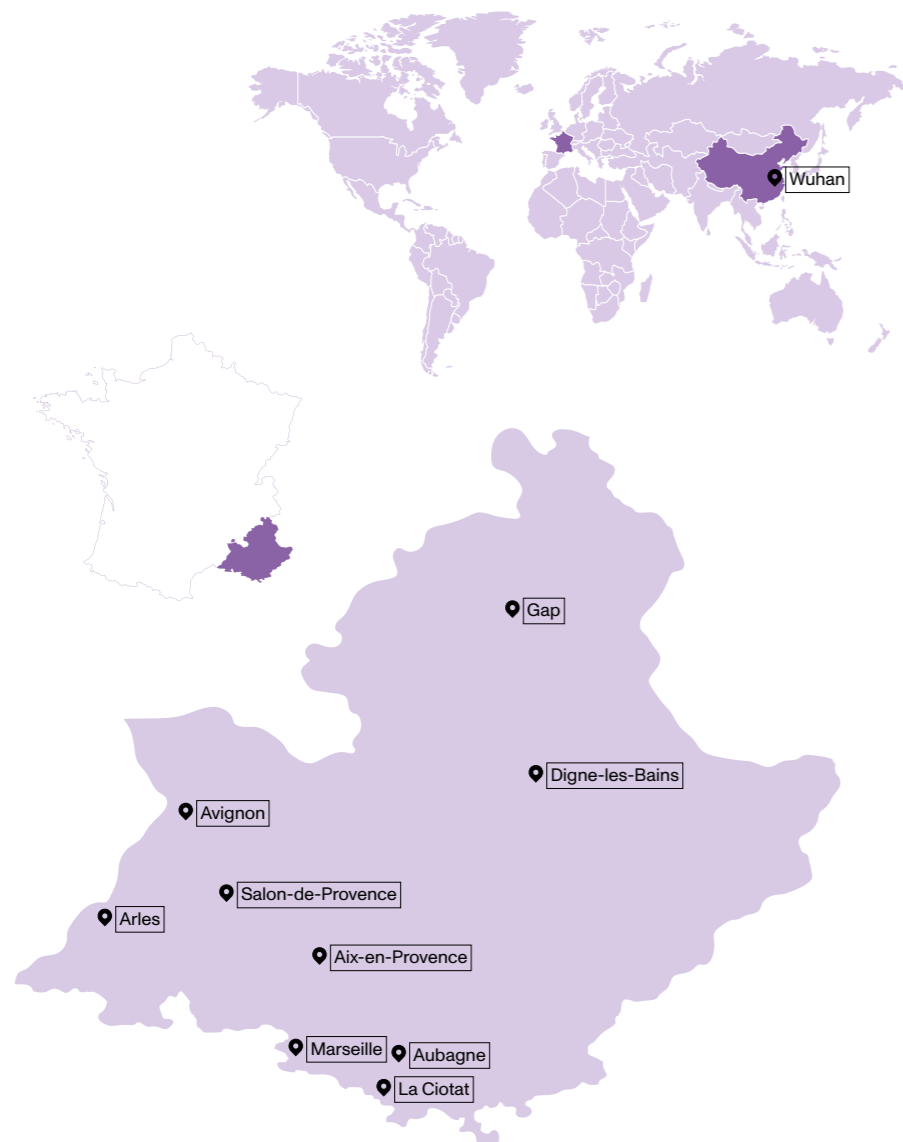 Wuhan
Gap
Digne-les-Bains
Avignon
Salon-de-Provence
Arles
Aix-en-Provence
Marseille
Aubagne
La Ciotat